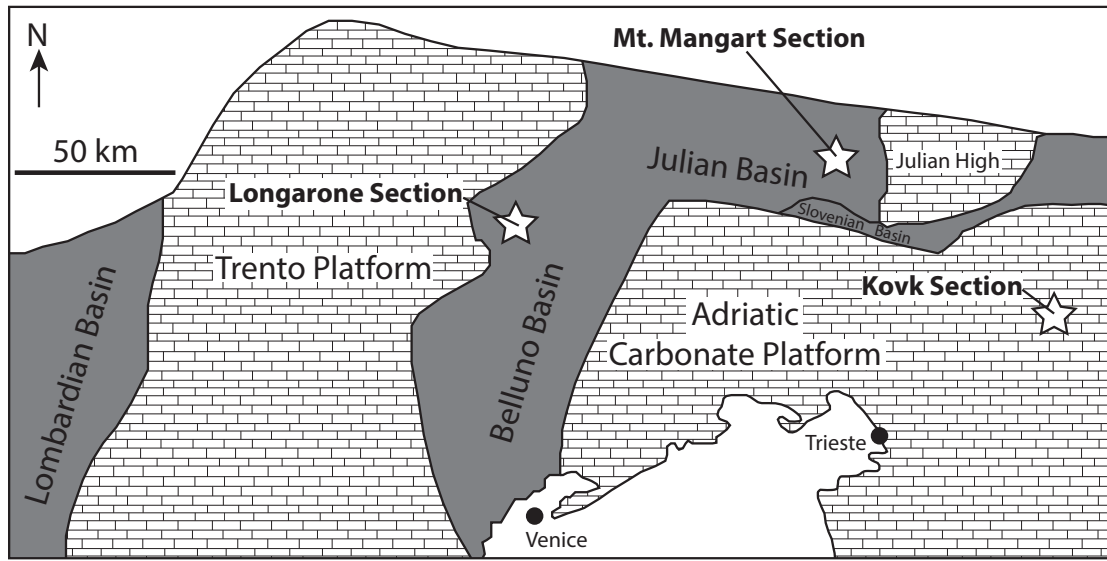 N
Mt. Mangart Section
50 km
Julian Basin
Julian High
Longarone Section
Slovenian Basin
Trento Platform
Kovk Section
Adriatic
Carbonate Platform
Lombardian Basin
Belluno Basin
Trieste
Venice